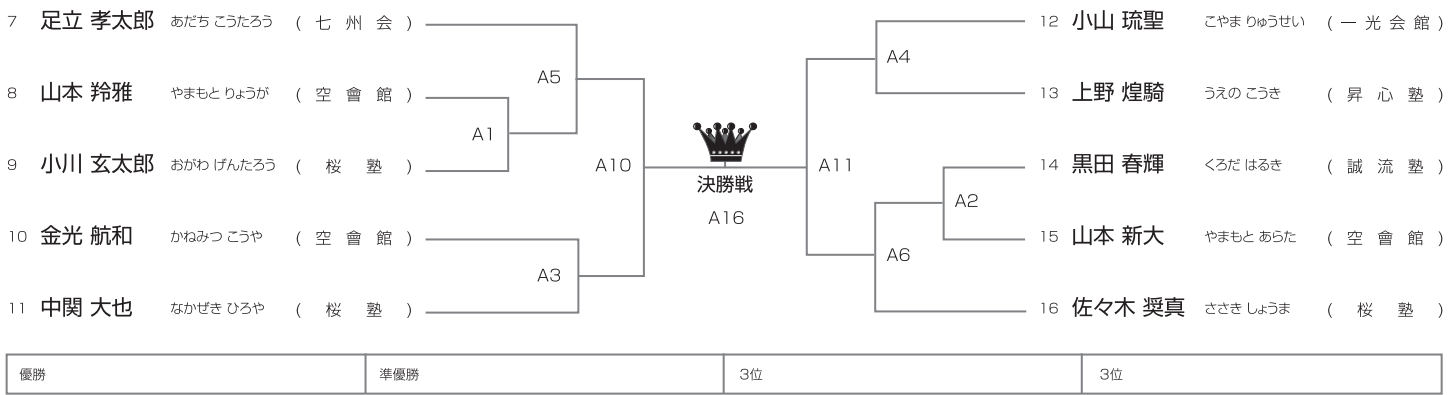 7 足立 孝太郎 あだち こうたろう (七州会)
8 山本 羚雅 やまもと りょうが (空會館)
9 小川 玄太郎 おがわ げんたろう (桜塾)
10 金光 航和 かねみつ こうや (空會館)
11 中関 大也 なかぜき ひろや (桜塾)
A5
A1
A10
A3
決勝戦
A16
A4
A11
A2
A6
12 小山 琉聖 こやま りゅうせい (一光会館)
13 上野 煌騎 うえの こうき (昇心塾)
14 黒田 春輝 くろだ はるき (誠流塾)
15 山本 新大 やまもと あらた (空會館)
16 佐々木 奨真 ささき しょうま (桜塾)
優勝 準優勝 3位 3位